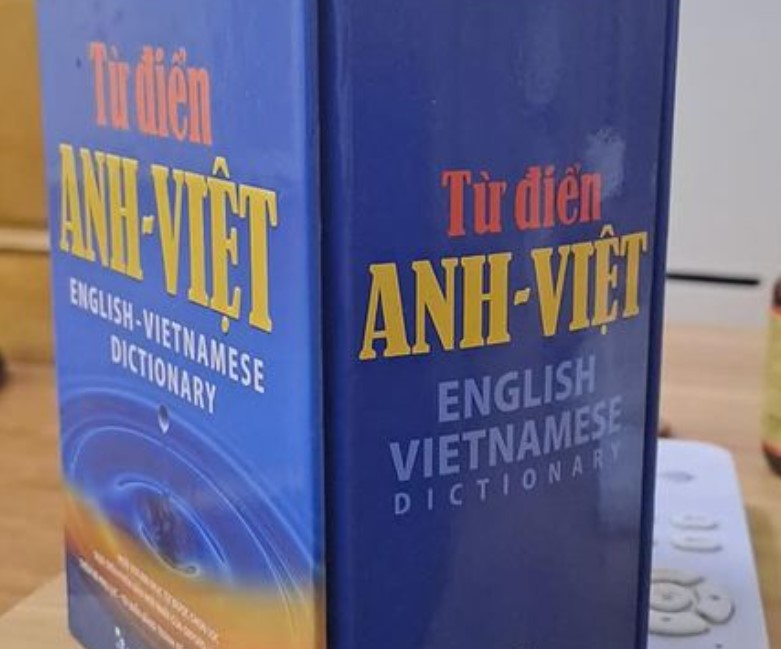 Từ điển
ANH-VIỆT
ENGLISH-VIETNAMESE
DICTIONARY
Từ điển
ANH-VIỆT
ENGLISH
VIETNAMESE
DICTIONARY